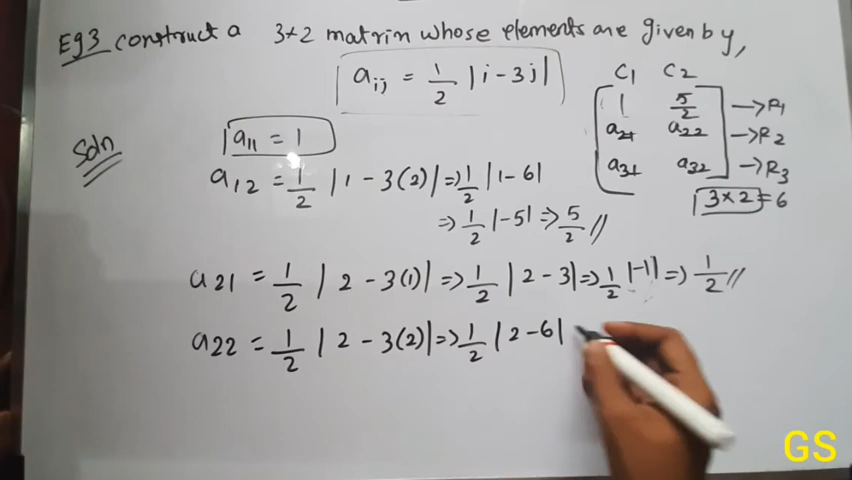 Eg3 construct a 3×2 matrin whose elements are given by,
a_ij = 1/2 |i - 3j|
C1 C2
1 5/2 → R1
a21 a22 → R2
a31 a32 → R3
3×2 = 6
Soln
a11 = 1
a12 = 1/2 |1 - 3(2)| => 1/2 |1 - 6|
=> 1/2 |-5| => 5/2 //
a21 = 1/2 | 2 - 3(1)| => 1/2 | 2 - 3| => 1/2 |-1| => 1/2 //
a22 = 1/2 | 2 - 3(2)| => 1/2 | 2 - 6|
GS